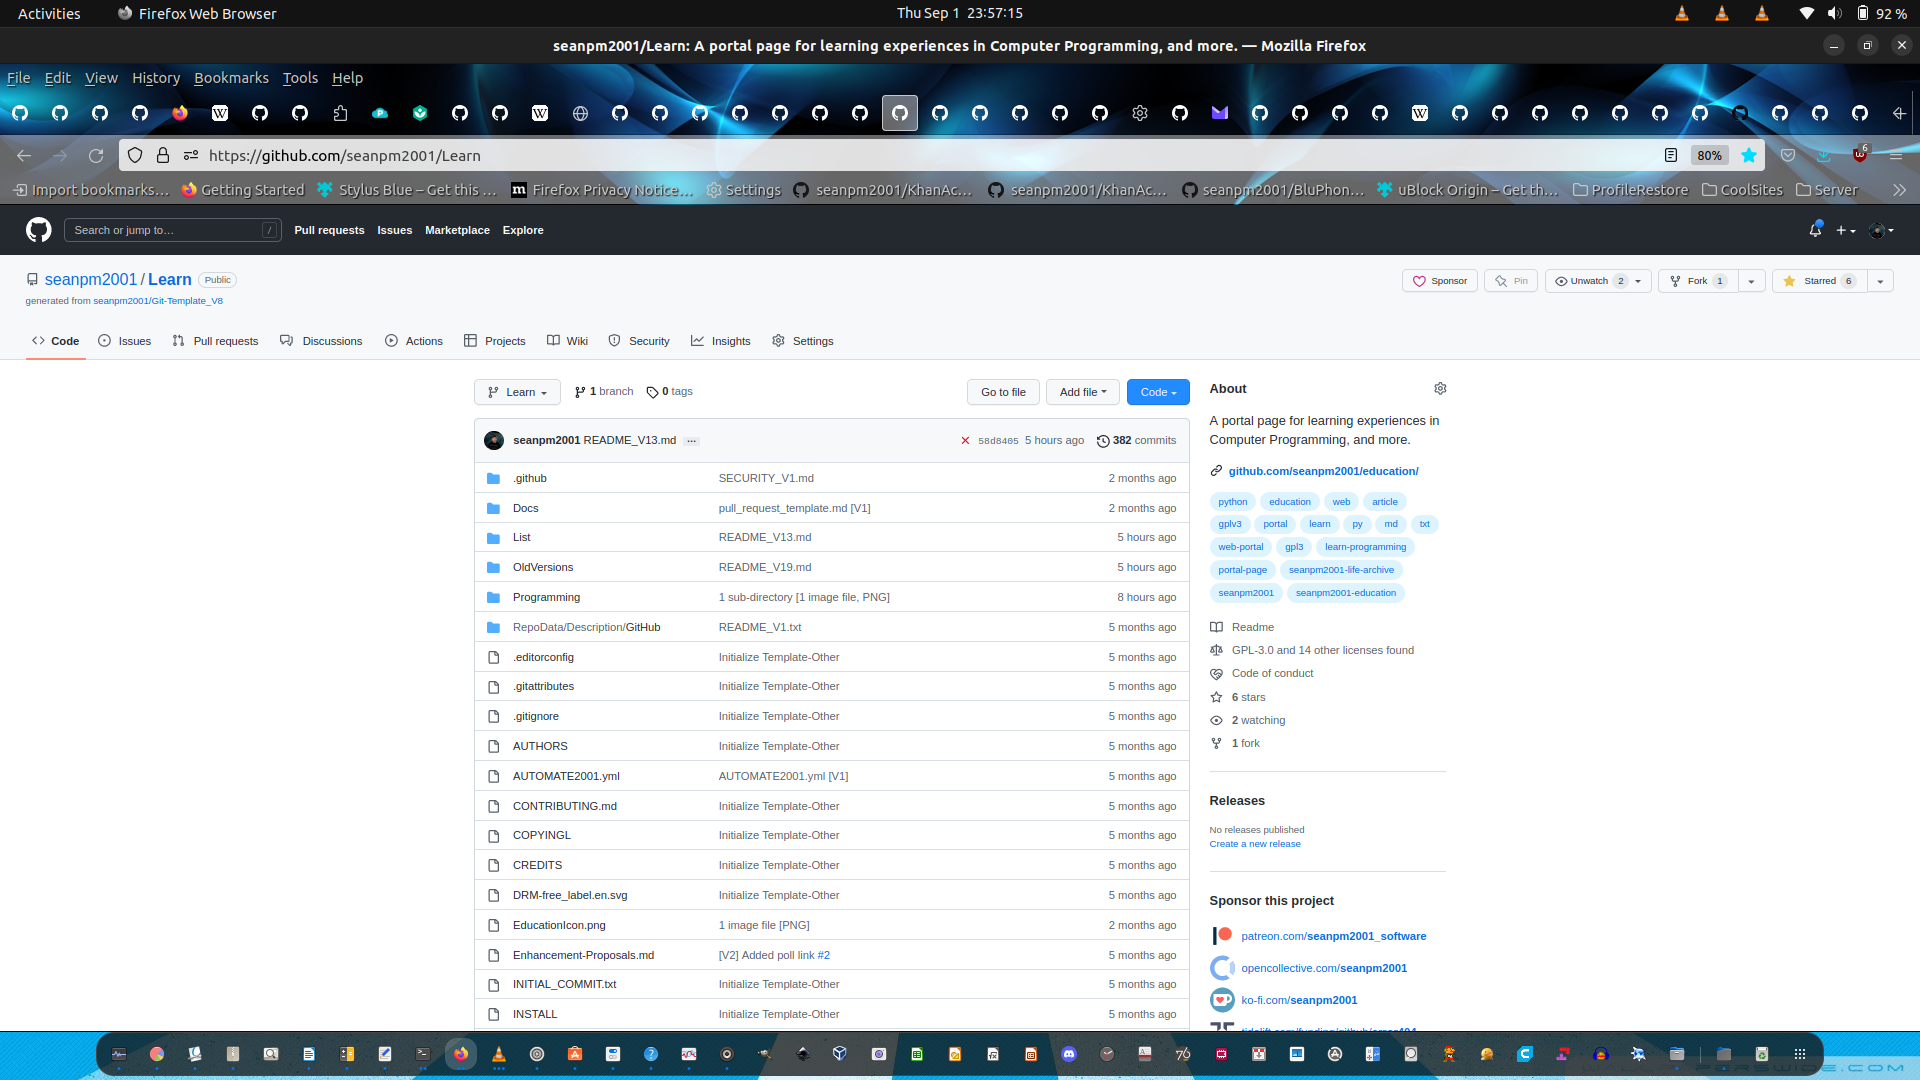 Activities
Firefox Web Browser
Thu Sep 1 23:57:15
92 %
seanpm2001/Learn: A portal page for learning experiences in Computer Programming, and more. — Mozilla Firefox
File Edit View History Bookmarks Tools Help
https://github.com/seanpm2001/Learn
80%
6
Import bookmarks… Getting Started Stylus Blue – Get this … Firefox Privacy Notice… Settings seanpm2001/KhanAc… seanpm2001/KhanAc… seanpm2001/BluPhon… uBlock Origin – Get th… ProfileRestore CoolSites Server
Search or jump to… /
Pull requests Issues Marketplace Explore
seanpm2001 / Learn Public
generated from seanpm2001/Git-Template_V8
Sponsor Pin Unwatch 2 Fork 1 Starred 6
Code Issues Pull requests Discussions Actions Projects Wiki Security Insights Settings
Learn 1 branch 0 tags Go to file Add file Code
seanpm2001 README_V13.md … 58d8405 5 hours ago 382 commits
.github SECURITY_V1.md 2 months ago
Docs pull_request_template.md [V1] 2 months ago
List README_V13.md 5 hours ago
OldVersions README_V19.md 5 hours ago
Programming 1 sub-directory [1 image file, PNG] 8 hours ago
RepoData/Description/GitHub README_V1.txt 5 months ago
.editorconfig Initialize Template-Other 5 months ago
.gitattributes Initialize Template-Other 5 months ago
.gitignore Initialize Template-Other 5 months ago
AUTHORS Initialize Template-Other 5 months ago
AUTOMATE2001.yml AUTOMATE2001.yml [V1] 5 months ago
CONTRIBUTING.md Initialize Template-Other 5 months ago
COPYINGL Initialize Template-Other 5 months ago
CREDITS Initialize Template-Other 5 months ago
DRM-free_label.en.svg Initialize Template-Other 5 months ago
EducationIcon.png 1 image file [PNG] 2 months ago
Enhancement-Proposals.md [V2] Added poll link #2 5 months ago
INITIAL_COMMIT.txt Initialize Template-Other 5 months ago
INSTALL Initialize Template-Other 5 months ago
About
A portal page for learning experiences in
Computer Programming, and more.
github.com/seanpm2001/education/
python education web article
gplv3 portal learn py md txt
web-portal gpl3 learn-programming
portal-page seanpm2001-life-archive
seanpm2001 seanpm2001-education
Readme
GPL-3.0 and 14 other licenses found
Code of conduct
6 stars
2 watching
1 fork
Releases
No releases published
Create a new release
Sponsor this project
patreon.com/seanpm2001_software
opencollective.com/seanpm2001
ko-fi.com/seanpm2001